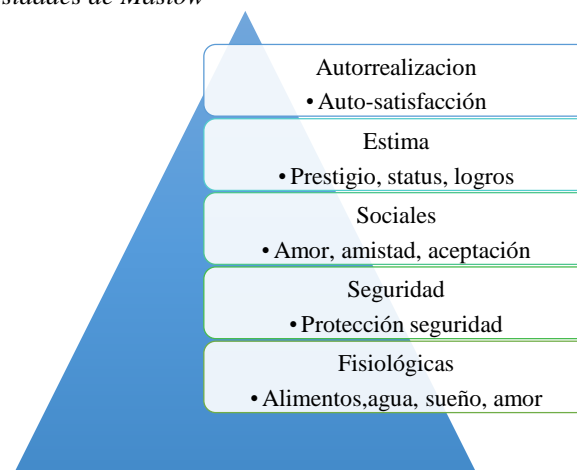 de Maslow
Autorrealizacion
• Auto-satisfacción
Estima
• Prestigio, status, logros
Sociales
• Amor, amistad, aceptación
Seguridad
• Protección seguridad
Fisiológicas
• Alimentos,agua, sueño, amor